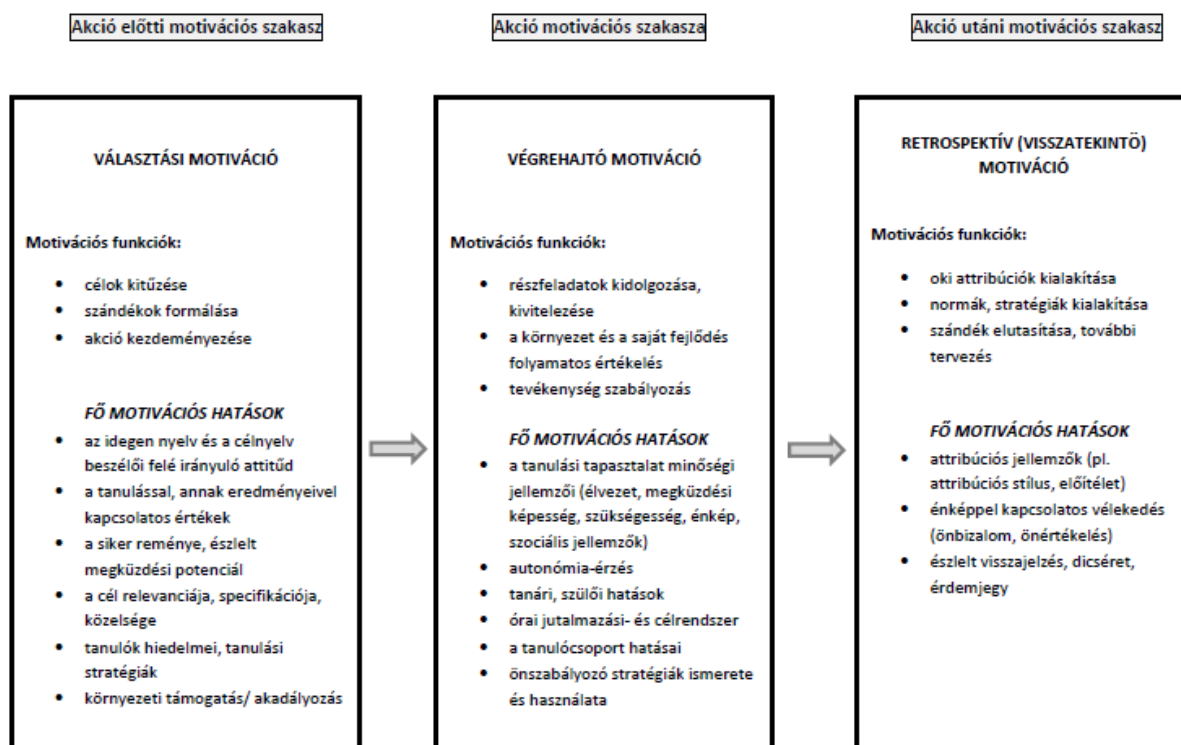 Akció előtti motivációs szakasz
Akció motivációs szakasza
Akció utáni motivációs szakasz
VÁLASZTÁSI MOTIVÁCIÓ
Motivációs funkciók:
• célok kitűzése
• szándékok formálása
• akció kezdeményezése
FŐ MOTIVÁCIÓS HATÁSOK
• az idegen nyelv és a célnyelv
beszélői felé irányuló attitűd
• a tanulással, annak eredményeivel
kapcsolatos értékek
• a siker reménye, észlelt
megküzdési potenciál
• a cél relevanciája, specifikációja,
közelsége
• tanulók hiedelmei, tanulási
stratégiák
• környezeti támogatás/ akadályozás
VÉGREHAJTÓ MOTIVÁCIÓ
Motivációs funkciók:
• részfeladatok kidolgozása,
kivitelezése
• a környezet és a saját fejlődés
folyamatos értékelés
• tevékenység szabályozás
FŐ MOTIVÁCIÓS HATÁSOK
• a tanulási tapasztalat minőségi
jellemzői (élvezet, megküzdési
képesség, szükségesség, énkép,
szociális jellemzők)
• autonómia-érzés
• tanári, szülői hatások
• órai jutalmazási- és célrendszer
• a tanulócsoport hatásai
• önszabályozó stratégiák ismerete
és használata
RETROSPEKTÍV (VISSZATEKINTÖ)
MOTIVÁCIÓ
Motivációs funkciók:
• oki attribúciók kialakítása
• normák, stratégiák kialakítása
• szándék elutasítása, további
tervezés
FŐ MOTIVÁCIÓS HATÁSOK
• attribúciós jellemzők (pl.
attribúciós stílus, előítélet)
• énképpel kapcsolatos vélekedés
(önbizalom, önértékelés)
• észlelt visszajelzés, dicséret,
érdemjegy